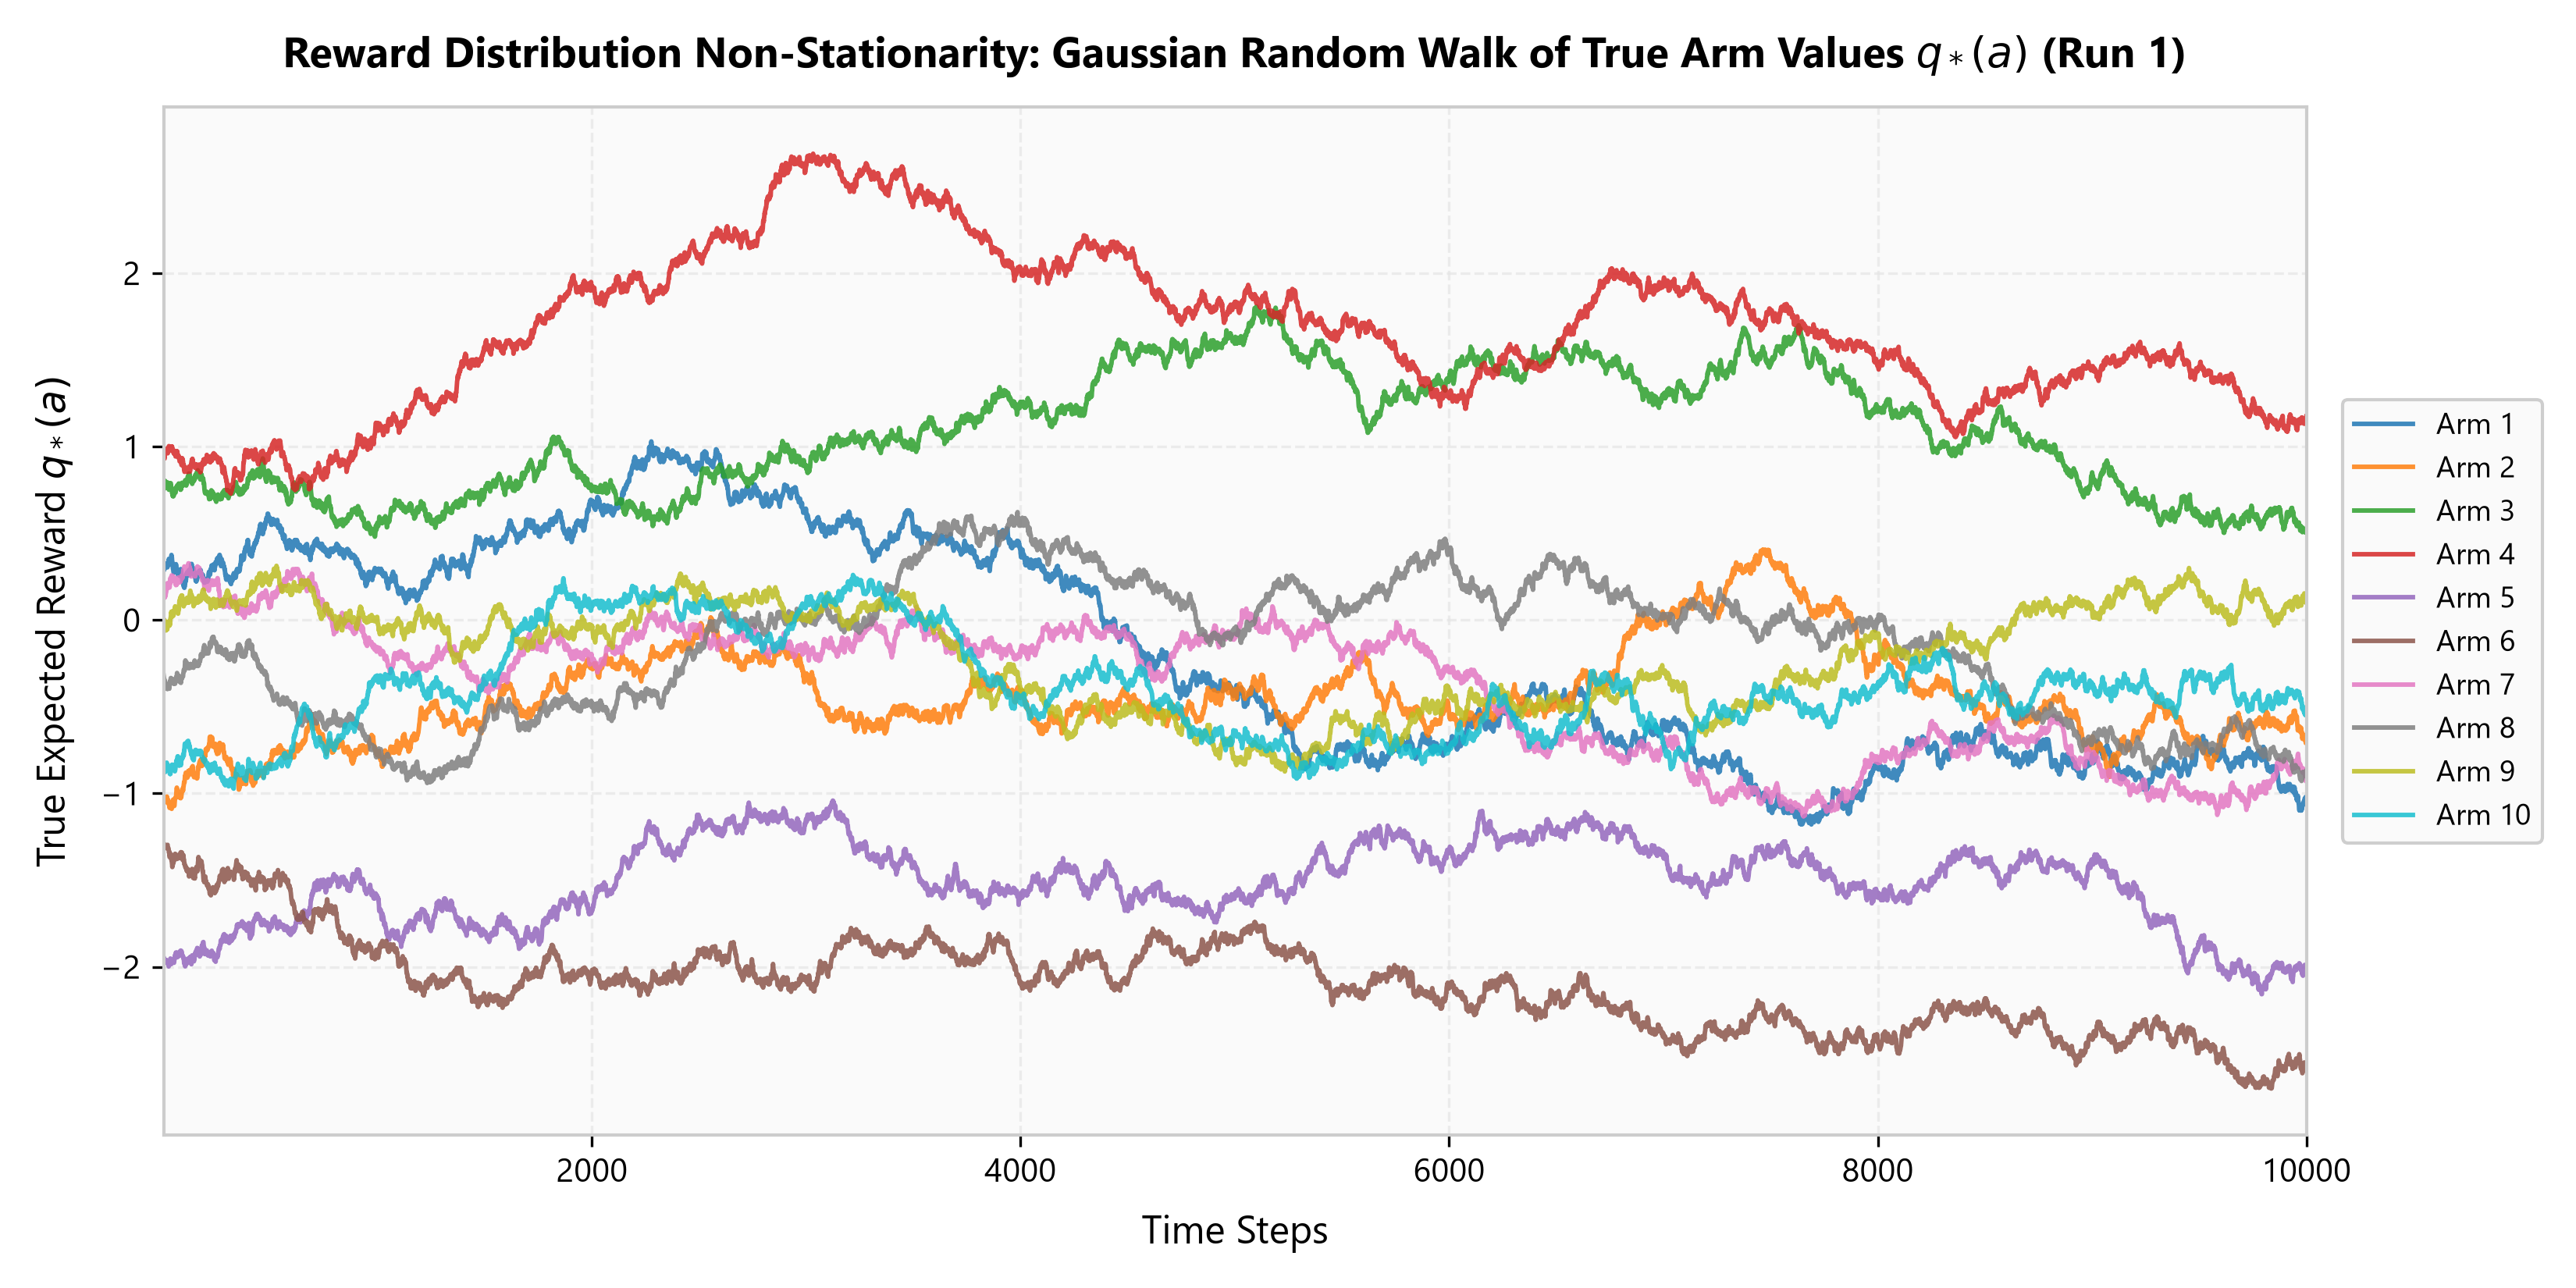 Reward Distribution Non-Stationarity: Gaussian Random Walk of True Arm Values q∗(a) (Run 1)
True Expected Reward q∗(a)
2
1
0
−1
−2
2000
4000
6000
8000
10000
Time Steps
Arm 1
Arm 2
Arm 3
Arm 4
Arm 5
Arm 6
Arm 7
Arm 8
Arm 9
Arm 10